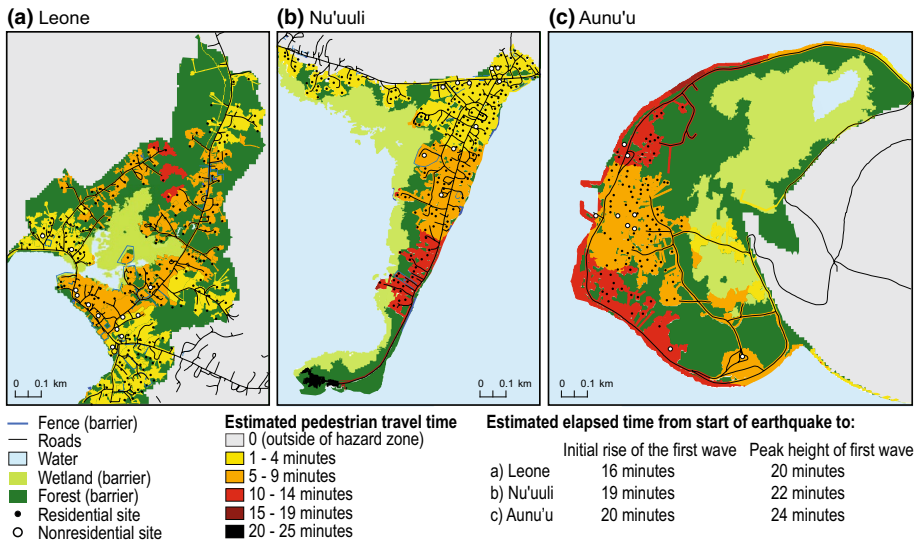 (a) Leone
(b) Nu'uuli
(c) Aunu'u
0 0.1 km
0 0.1 km
0 0.1 km
Fence (barrier)
Roads
Water
Wetland (barrier)
Forest (barrier)
Residential site
Nonresidential site
Estimated pedestrian travel time
0 (outside of hazard zone)
1 - 4 minutes
5 - 9 minutes
10 - 14 minutes
15 - 19 minutes
20 - 25 minutes
Estimated elapsed time from start of earthquake to:
Initial rise of the first wave Peak height of first wave
a) Leone 16 minutes 20 minutes
b) Nu'uuli 19 minutes 22 minutes
c) Aunu'u 20 minutes 24 minutes